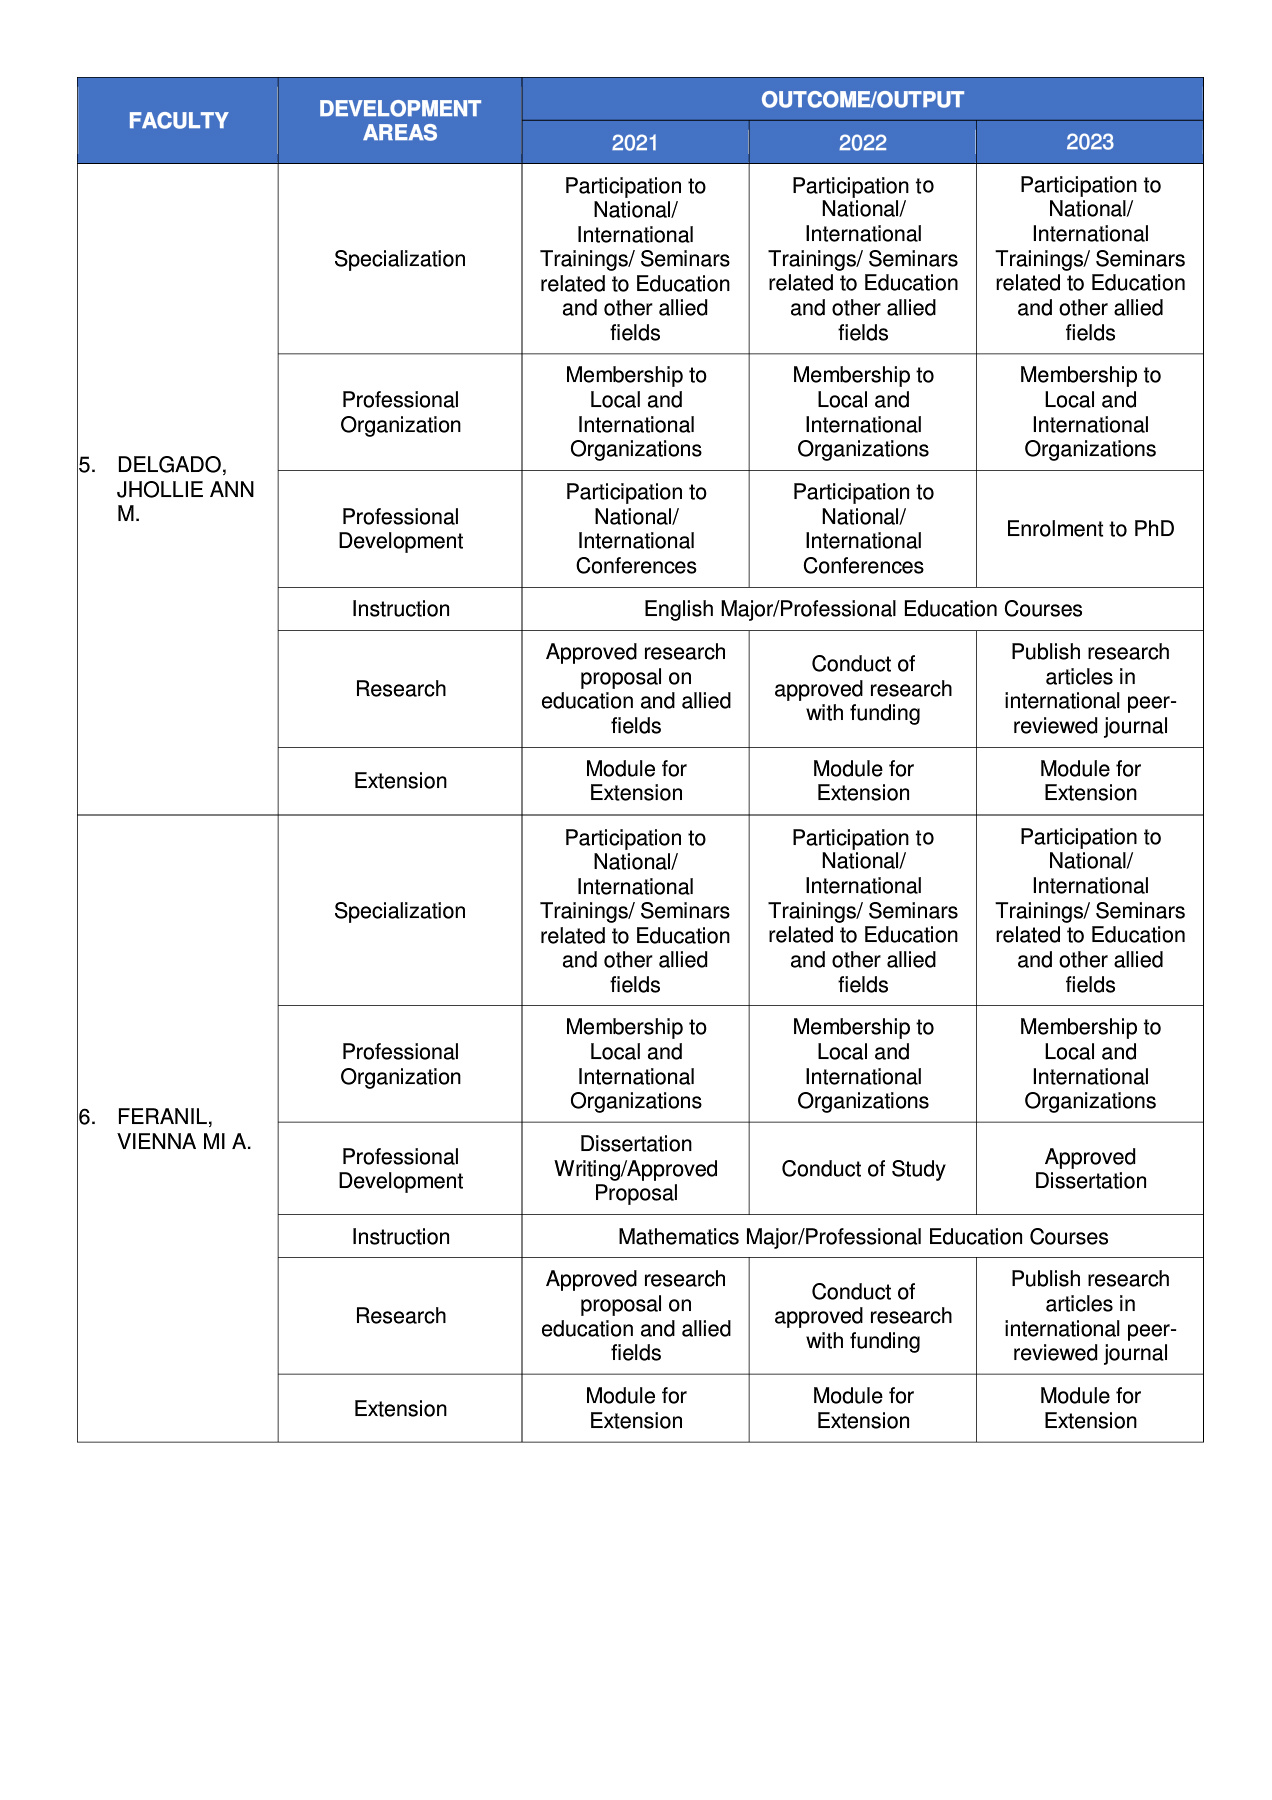 FACULTY
DEVELOPMENT
AREAS
OUTCOME/OUTPUT
2021
2022
2023
5. DELGADO,
JHOLLIE ANN
M.
Specialization
Participation to
National/
International
Trainings/ Seminars
related to Education
and other allied
fields
Participation to
National/
International
Trainings/ Seminars
related to Education
and other allied
fields
Participation to
National/
International
Trainings/ Seminars
related to Education
and other allied
fields
Professional
Organization
Membership to
Local and
International
Organizations
Membership to
Local and
International
Organizations
Membership to
Local and
International
Organizations
Professional
Development
Participation to
National/
International
Conferences
Participation to
National/
International
Conferences
Enrolment to PhD
Instruction
English Major/Professional Education Courses
Research
Approved research
proposal on
education and allied
fields
Conduct of
approved research
with funding
Publish research
articles in
international peer-
reviewed journal
Extension
Module for
Extension
Module for
Extension
Module for
Extension
6. FERANIL,
VIENNA MI A.
Specialization
Participation to
National/
International
Trainings/ Seminars
related to Education
and other allied
fields
Participation to
National/
International
Trainings/ Seminars
related to Education
and other allied
fields
Participation to
National/
International
Trainings/ Seminars
related to Education
and other allied
fields
Professional
Organization
Membership to
Local and
International
Organizations
Membership to
Local and
International
Organizations
Membership to
Local and
International
Organizations
Professional
Development
Dissertation
Writing/Approved
Proposal
Conduct of Study
Approved
Dissertation
Instruction
Mathematics Major/Professional Education Courses
Research
Approved research
proposal on
education and allied
fields
Conduct of
approved research
with funding
Publish research
articles in
international peer-
reviewed journal
Extension
Module for
Extension
Module for
Extension
Module for
Extension